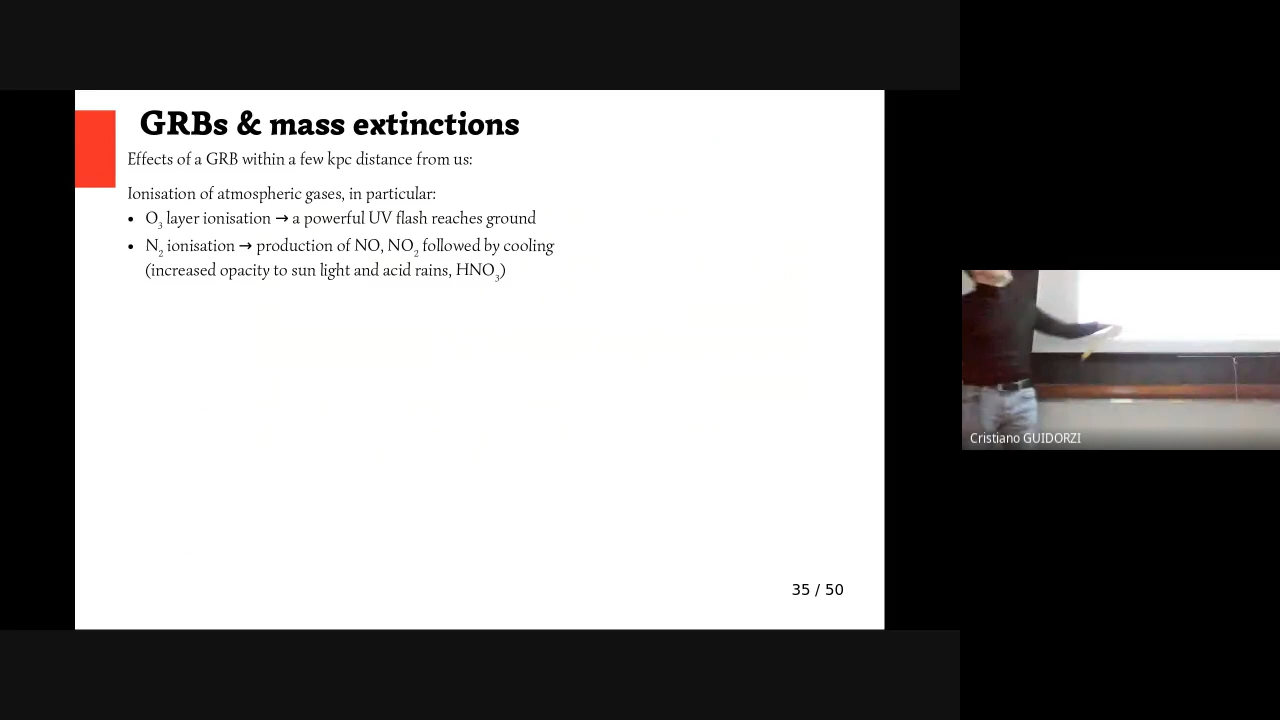 GRBs & mass extinctions
Effects of a GRB within a few kpc distance from us:
Ionisation of atmospheric gases, in particular:
• O₃ layer ionisation → a powerful UV flash reaches ground
• N₂ ionisation → production of NO, NO₂ followed by cooling
(increased opacity to sun light and acid rains, HNO₃)
35 / 50
Cristiano GUIDORZI